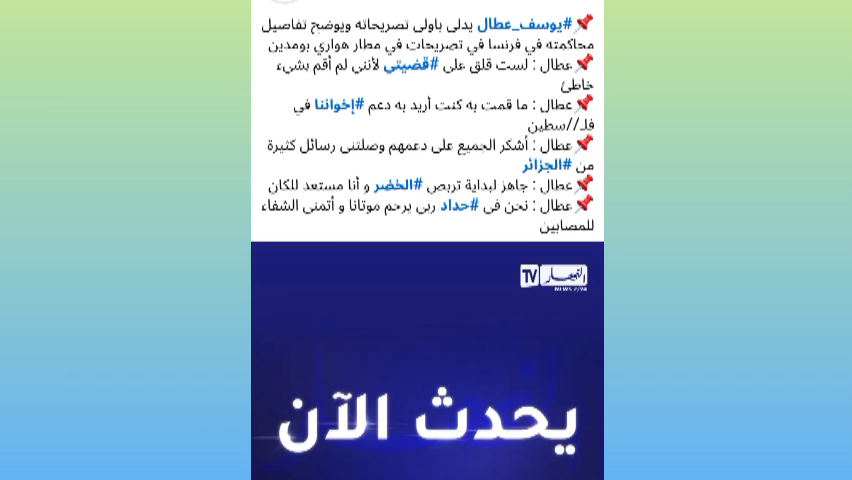 📌#يوسف_عطال يدلي باولى تصريحاته ويوضح تفاصيل
محاكمته في فرنسا في تصريحات في مطار هواري بومدين
📌عطال : لست قلق على #قضيتي لأنني لم أقم بشيء
خاطئ
📌عطال : ما قمت به كنت أريد به دعم #إخواننا في
فلـ//سطين
📌عطال : أشكر الجميع على دعمهم وصلتني رسائل كثيرة
من #الجزائر
📌عطال : جاهز لبداية تربص #الخضر و أنا مستعد للكان
📌عطال : نحن في #حداد ربي يرحم موتانا و أتمنى الشفاء
للمصابين
النهار TV
يحدث الآن